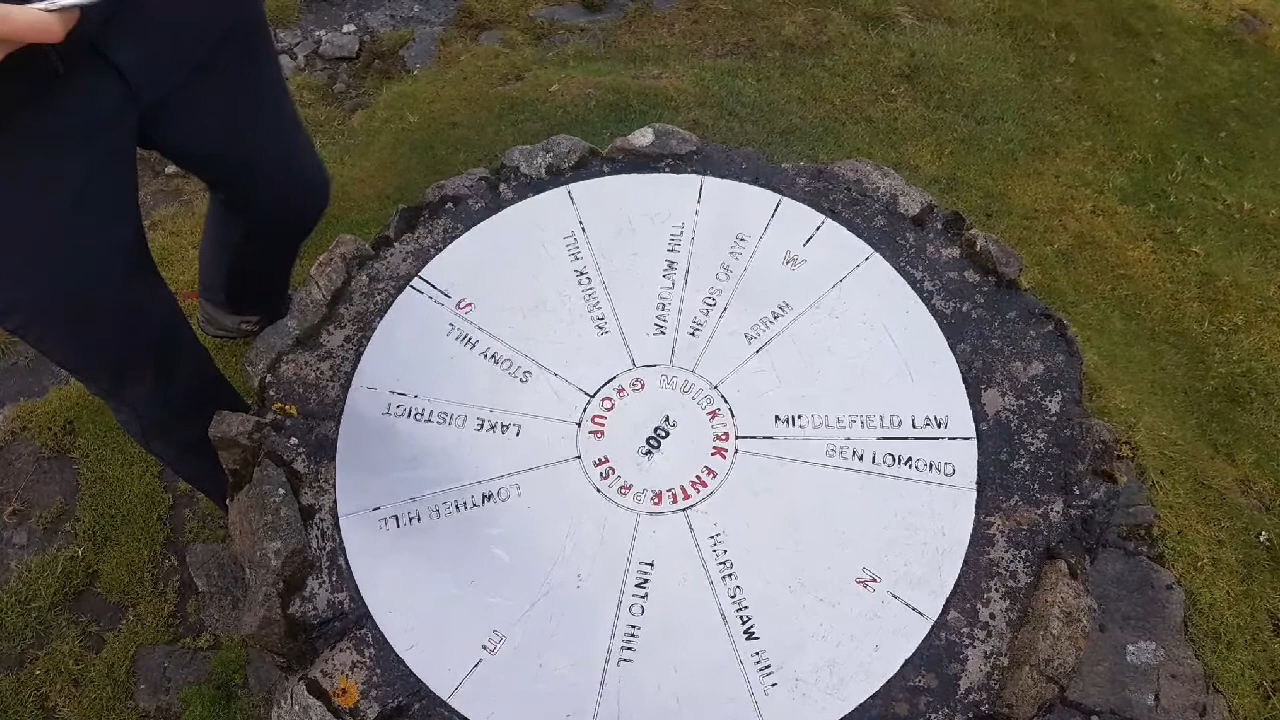 MERRICK HILL
WARDLAW HILL
HEADS OF AYR
W
ARRAN
MIDDLEFIELD LAW
BEN LOMOND
N
HARESHAW HILL
TINTO HILL
E
LOWTHER HILL
LAKE DISTRICT
STONY HILL
S
MUIRKIRK ENTERPRISE GROUP
2005